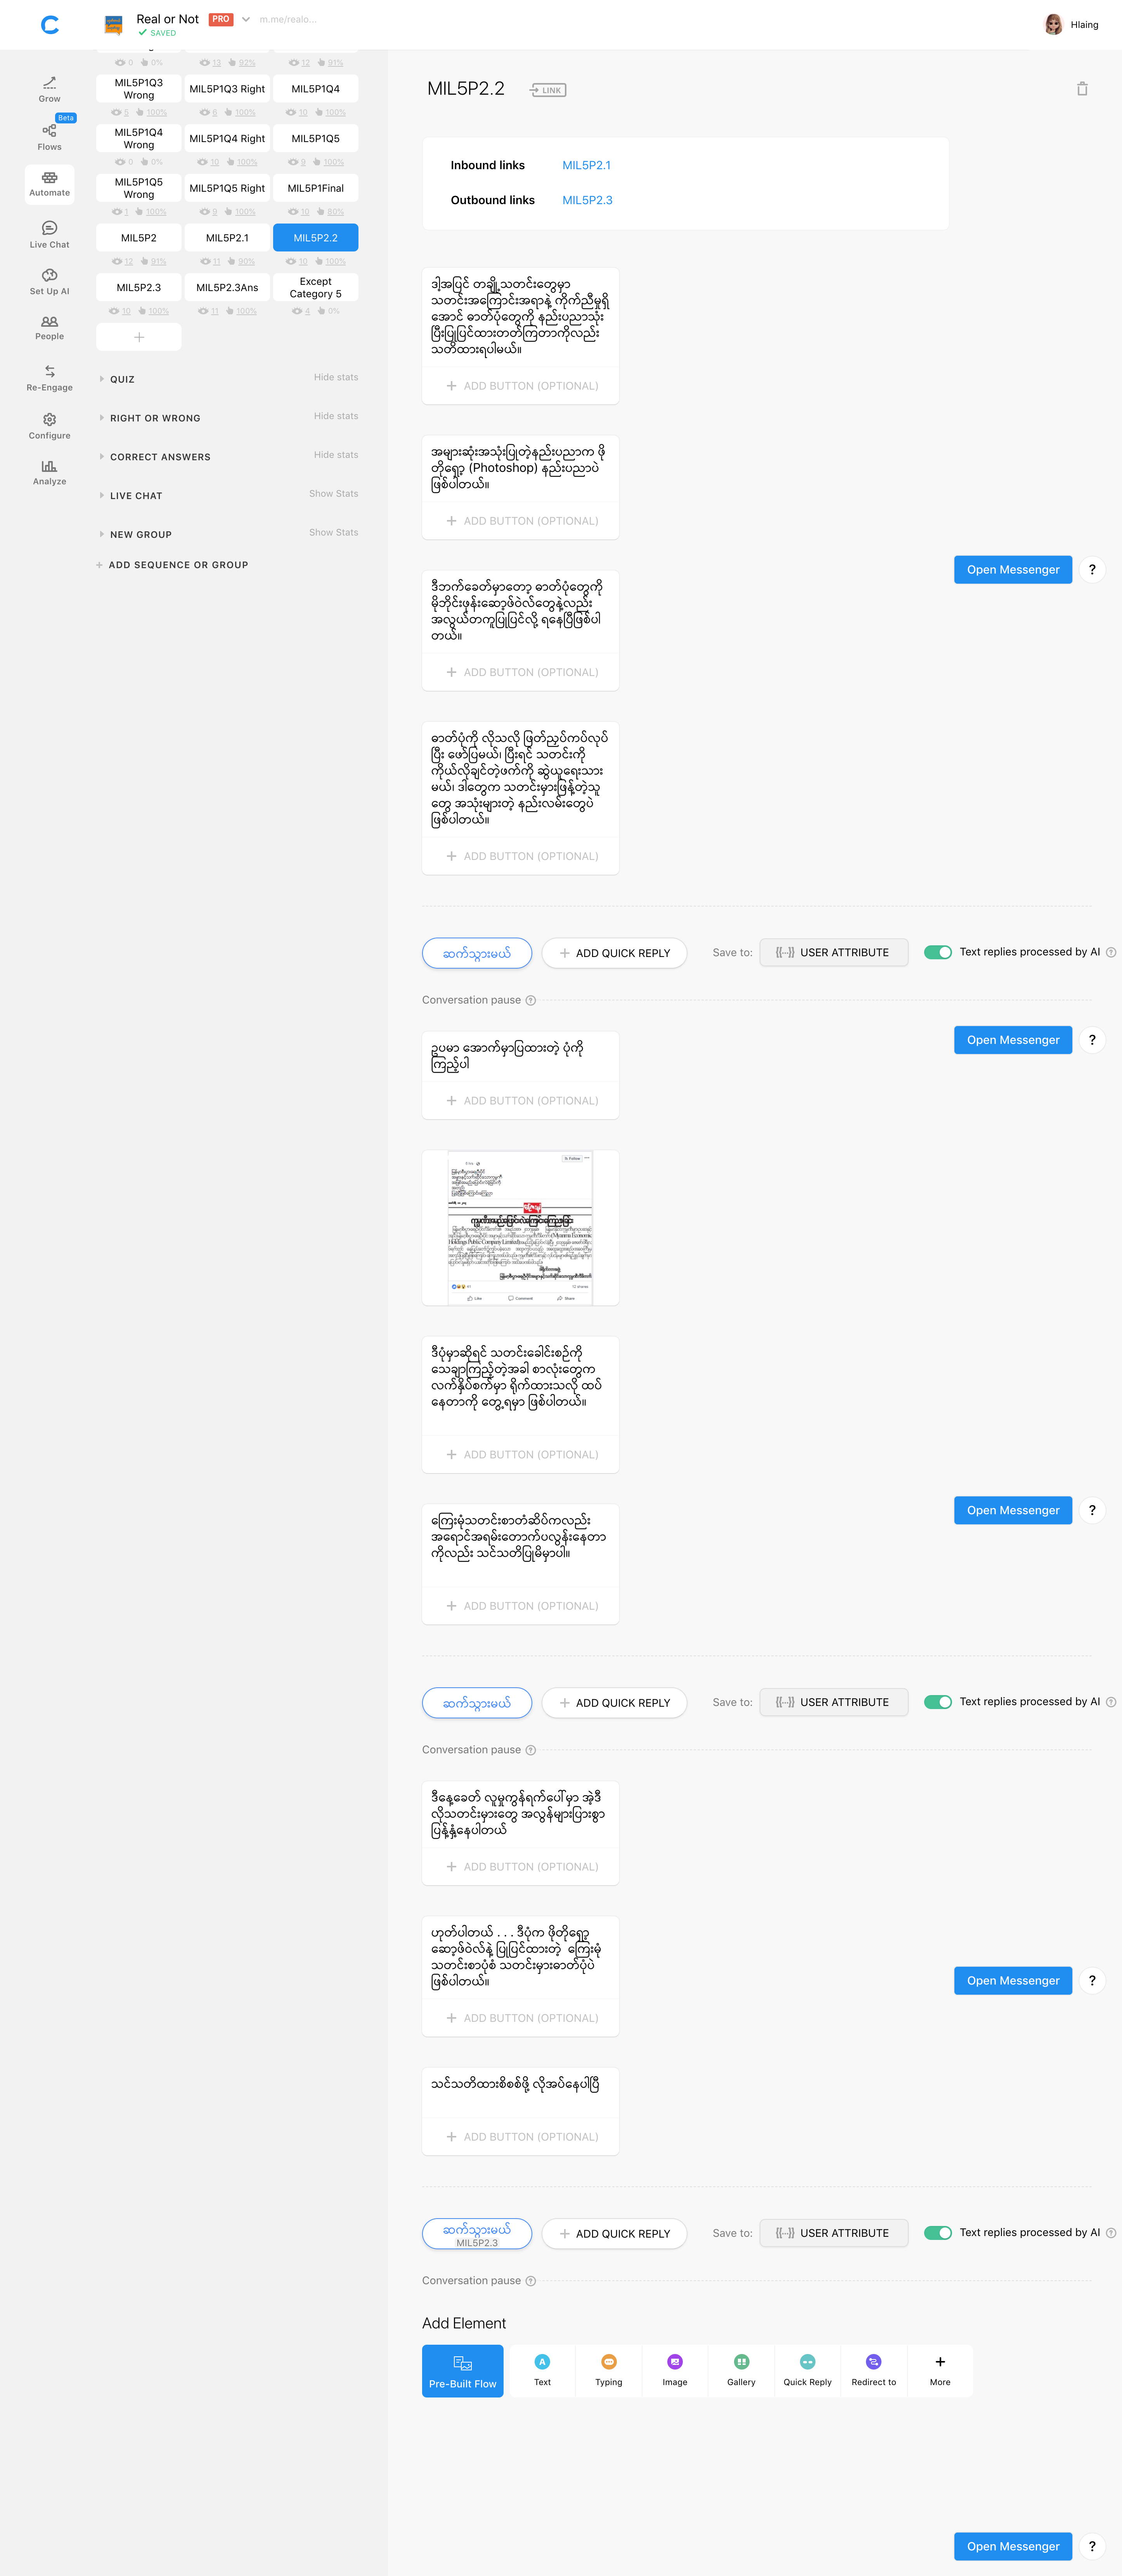 Real or Not
PRO
m.me/realo...
SAVED
Hlaing
Grow
Beta
Flows
Automate
Live Chat
Set Up AI
People
Re-Engage
Configure
Analyze
0 0%
13 92%
12 91%
MIL5P1Q3
Wrong
MIL5P1Q3 Right
MIL5P1Q4
5 100%
6 100%
10 100%
MIL5P1Q4
Wrong
MIL5P1Q4 Right
MIL5P1Q5
0 0%
10 100%
9 100%
MIL5P1Q5
Wrong
MIL5P1Q5 Right
MIL5P1Final
1 100%
9 100%
10 80%
MIL5P2
MIL5P2.1
MIL5P2.2
12 91%
11 90%
10 100%
MIL5P2.3
MIL5P2.3Ans
Except
Category 5
10 100%
11 100%
4 0%
+
QUIZ
Hide stats
RIGHT OR WRONG
Hide stats
CORRECT ANSWERS
Hide stats
LIVE CHAT
Show Stats
NEW GROUP
Show Stats
+ ADD SEQUENCE OR GROUP
MIL5P2.2
LINK
Inbound links MIL5P2.1
Outbound links MIL5P2.3
ဒါ့အပြင် တချို့သတင်းတွေမှာ
သတင်းအကြောင်းအရာနဲ့ ကိုက်ညီမှုရှိ
အောင် ဓာတ်ပုံတွေကို နည်းပညာသုံး
ပြီးပြုပြင်ထားတတ်ကြတာကိုလည်း
သတိထားရပါမယ်။
+ ADD BUTTON (OPTIONAL)
အများဆုံးအသုံးပြုတဲ့နည်းပညာက ဖို
တိုရှော့ (Photoshop) နည်းပညာပဲ
ဖြစ်ပါတယ်။
+ ADD BUTTON (OPTIONAL)
Open Messenger ?
ဒီဘက်ခေတ်မှာတော့ ဓာတ်ပုံတွေကို
မိုဘိုင်းဖုန်းဆော့ဖ်ဝဲလ်တွေနဲ့လည်း
အလွယ်တကူပြုပြင်လို့ ရနေပြီဖြစ်ပါ
တယ်။
+ ADD BUTTON (OPTIONAL)
ဓာတ်ပုံကို လိုသလို ဖြတ်ညှပ်ကပ်လုပ်
ပြီး ဖော်ပြမယ်၊ ပြီးရင် သတင်းကို
ကိုယ်လိုချင်တဲ့ဖက်ကို ဆွဲယူရေးသား
မယ်၊ ဒါတွေက သတင်းမှားဖြန့်တဲ့သူ
တွေ အသုံးများတဲ့ နည်းလမ်းတွေပဲ
ဖြစ်ပါတယ်။
+ ADD BUTTON (OPTIONAL)
ဆက်သွားမယ်
+ ADD QUICK REPLY
Save to:
{{...}} USER ATTRIBUTE
Text replies processed by AI ?
Conversation pause ?
Open Messenger ?
ဥပမာ အောက်မှာပြထားတဲ့ ပုံကို
ကြည့်ပါ
+ ADD BUTTON (OPTIONAL)
Follow
Like
Comment
Share
ဒီပုံမှာဆိုရင် သတင်းခေါင်းစဉ်ကို
သေချာကြည့်တဲ့အခါ စာလုံးတွေက
လက်နှိပ်စက်မှာ ရိုက်ထားသလို ထပ်
နေတာကို တွေ့ရမှာ ဖြစ်ပါတယ်။
+ ADD BUTTON (OPTIONAL)
Open Messenger ?
ကြေးမုံသတင်းစာတံဆိပ်ကလည်း
အရောင်အရမ်းတောက်ပလွန်းနေတာ
ကိုလည်း သင်သတိပြုမိမှာပါ။
+ ADD BUTTON (OPTIONAL)
ဆက်သွားမယ်
+ ADD QUICK REPLY
Save to:
{{...}} USER ATTRIBUTE
Text replies processed by AI ?
Conversation pause ?
ဒီနေ့ခေတ် လူမှုကွန်ရက်ပေါ်မှာ အဲ့ဒီ
လိုသတင်းမှားတွေ အလွန်များပြားစွာ
ပြန့်နှံ့နေပါတယ်
+ ADD BUTTON (OPTIONAL)
ဟုတ်ပါတယ် . . . ဒီပုံက ဖိုတိုရှော့
ဆော့ဖ်ဝဲလ်နဲ့ ပြုပြင်ထားတဲ့ ကြေးမုံ
သတင်းစာပုံစံ သတင်းမှားဓာတ်ပုံပဲ
ဖြစ်ပါတယ်။
+ ADD BUTTON (OPTIONAL)
Open Messenger ?
သင်သတိထားစိစစ်ဖို့ လိုအပ်နေပါပြီ
+ ADD BUTTON (OPTIONAL)
ဆက်သွားမယ်
MIL5P2.3
+ ADD QUICK REPLY
Save to:
{{...}} USER ATTRIBUTE
Text replies processed by AI ?
Conversation pause ?
Add Element
Pre-Built Flow
Text
Typing
Image
Gallery
Quick Reply
Redirect to
More
Open Messenger ?